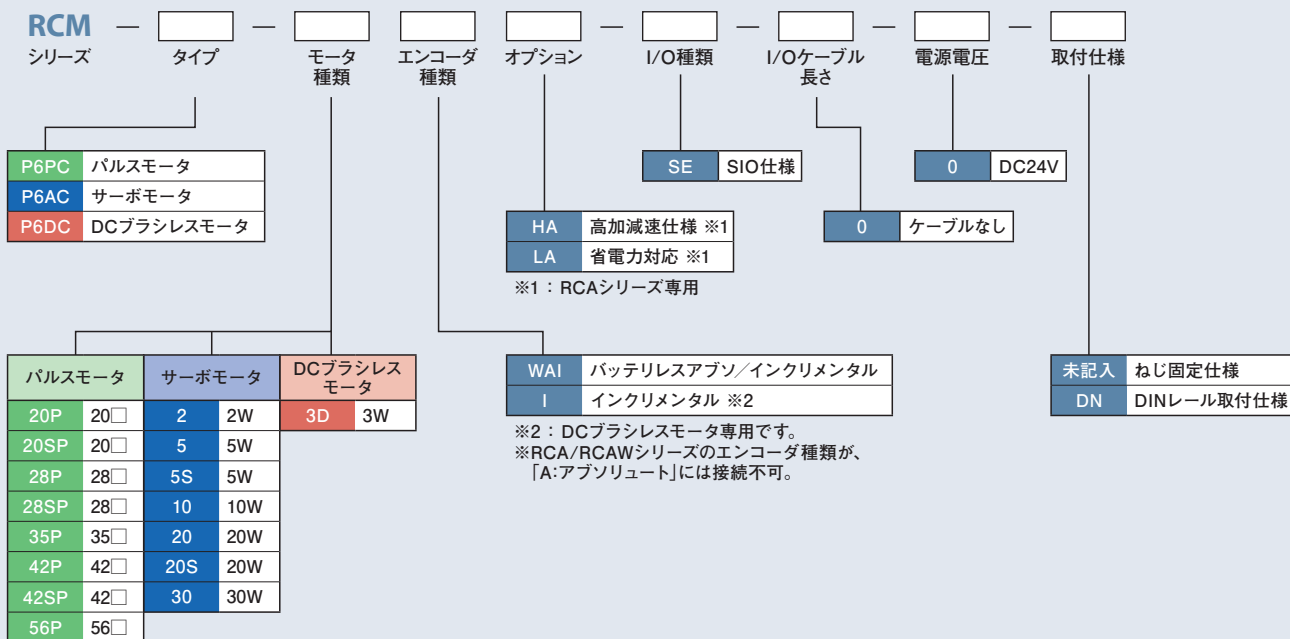 RCM — — — — — —
シリーズ タイプ モータ種類 エンコーダ種類 オプション I/O種類 I/Oケーブル長さ 電源電圧 取付仕様
P6PC パルスモータ
P6AC サーボモータ
P6DC DCブラシレスモータ
SE SIO仕様
0 DC24V
HA 高加減速仕様 ※1
LA 省電力対応 ※1
※1：RCAシリーズ専用
0 ケーブルなし
パルスモータ サーボモータ DCブラシレスモータ
20P 20□ 2 2W 3D 3W
20SP 20□ 5 5W
28P 28□ 5S 5W
28SP 28□ 10 10W
35P 35□ 20 20W
42P 42□ 20S 20W
42SP 42□ 30 30W
56P 56□
WAI バッテリレスアブソ／インクリメンタル
I インクリメンタル ※2
※2：DCブラシレスモータ専用です。
※RCA/RCAWシリーズのエンコーダ種類が、
「A:アブソリュート」には接続不可。
未記入 ねじ固定仕様
DN DINレール取付仕様